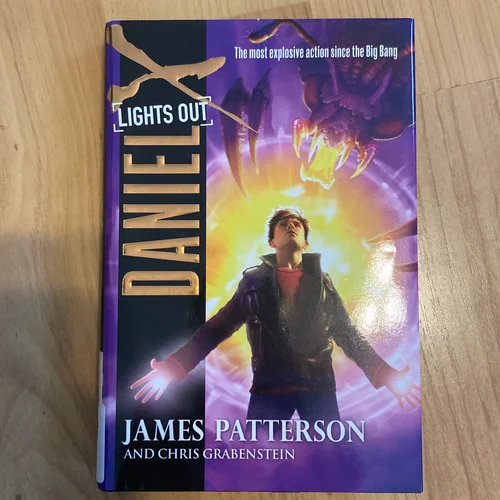 The most explosive action since the Big Bang
DANIEL X
LIGHTS OUT
JAMES PATTERSON
AND CHRIS GRABENSTEIN